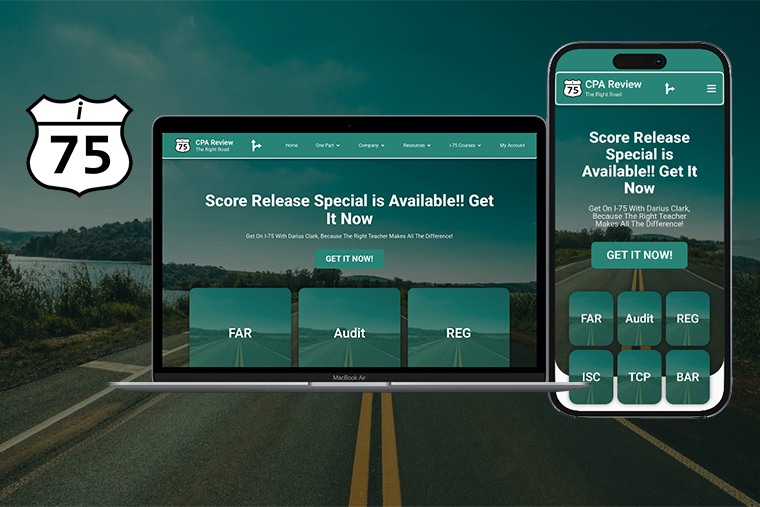 i
75
75
CPA Review
The Right Road
Home
One Part
Company
Resources
I-75 Courses
My Account
Score Release Special is Available!! Get
It Now
Get On I-75 With Darius Clark, Because The Right Teacher Makes All The Difference!
GET IT NOW!
FAR
Audit
REG
MacBook Air
75
CPA Review
The Right Road
Score Release
Special is
Available!! Get It
Now
Get On I-75 With Darius Clark,
Because The Right Teacher
Makes All The Difference!
GET IT NOW!
FAR
Audit
REG
ISC
TCP
BAR